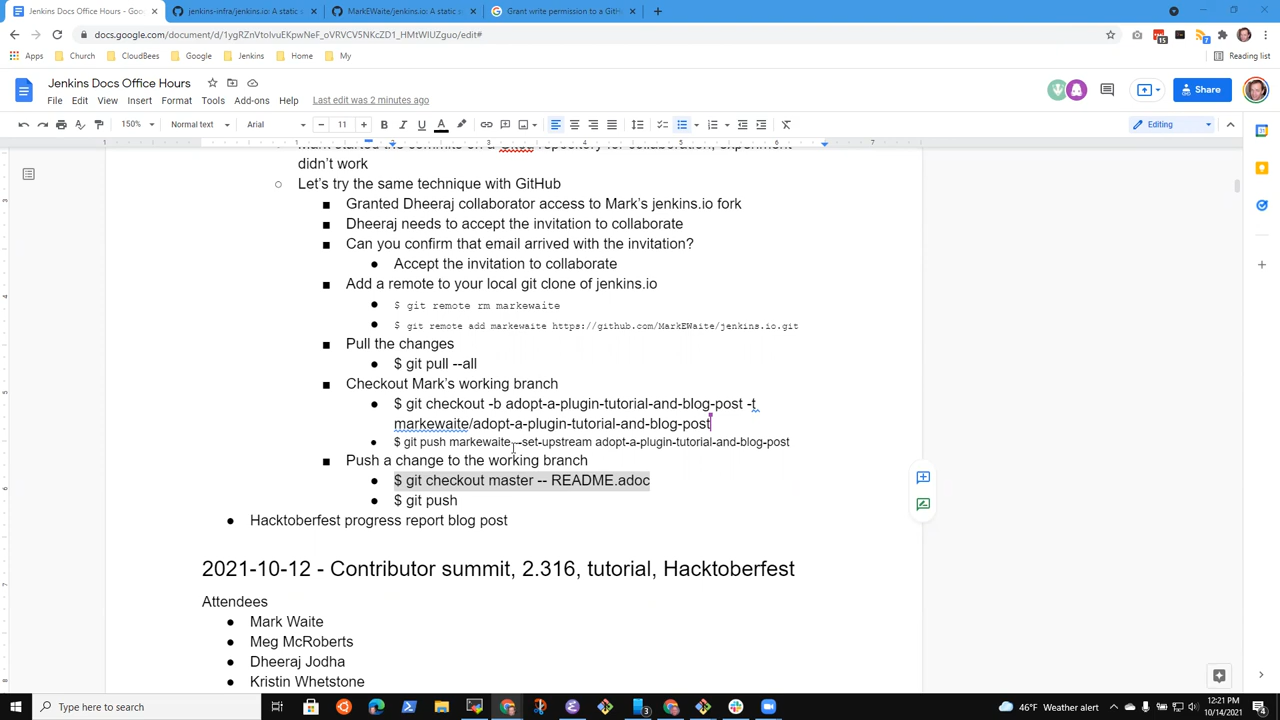 Jenkins Docs Office Hours - Goo
jenkins-infra/jenkins.io: A static s
MarkEWaite/jenkins.io: A static s
Grant write permission to a GitHu
docs.google.com/document/d/1ygRZnVtoIvuEKpwNeF_oVRVCV5NKcZD1_HMtWIUZguo/edit#
15
7
Apps
Church
CloudBees
Google
Jenkins
Home
My
Reading list
Jenkins Docs Office Hours
File Edit View Insert Format Tools Add-ons Help Last edit was 2 minutes ago
Share
150% Normal text Arial 11 Editing
didn't work
Let's try the same technique with GitHub
Granted Dheeraj collaborator access to Mark's jenkins.io fork
Dheeraj needs to accept the invitation to collaborate
Can you confirm that email arrived with the invitation?
Accept the invitation to collaborate
Add a remote to your local git clone of jenkins.io
$ git remote rm markewaite
$ git remote add markewaite https://github.com/MarkEWaite/jenkins.io.git
Pull the changes
$ git pull --all
Checkout Mark's working branch
$ git checkout -b adopt-a-plugin-tutorial-and-blog-post -t
markewaite/adopt-a-plugin-tutorial-and-blog-post
$ git push markewaite --set-upstream adopt-a-plugin-tutorial-and-blog-post
Push a change to the working branch
$ git checkout master -- README.adoc
$ git push
Hacktoberfest progress report blog post
2021-10-12 - Contributor summit, 2.316, tutorial, Hacktoberfest
Attendees
Mark Waite
Meg McRoberts
Dheeraj Jodha
Kristin Whetstone
Type here to search
3
46°F Weather alert
12:21 PM
10/14/2021
4